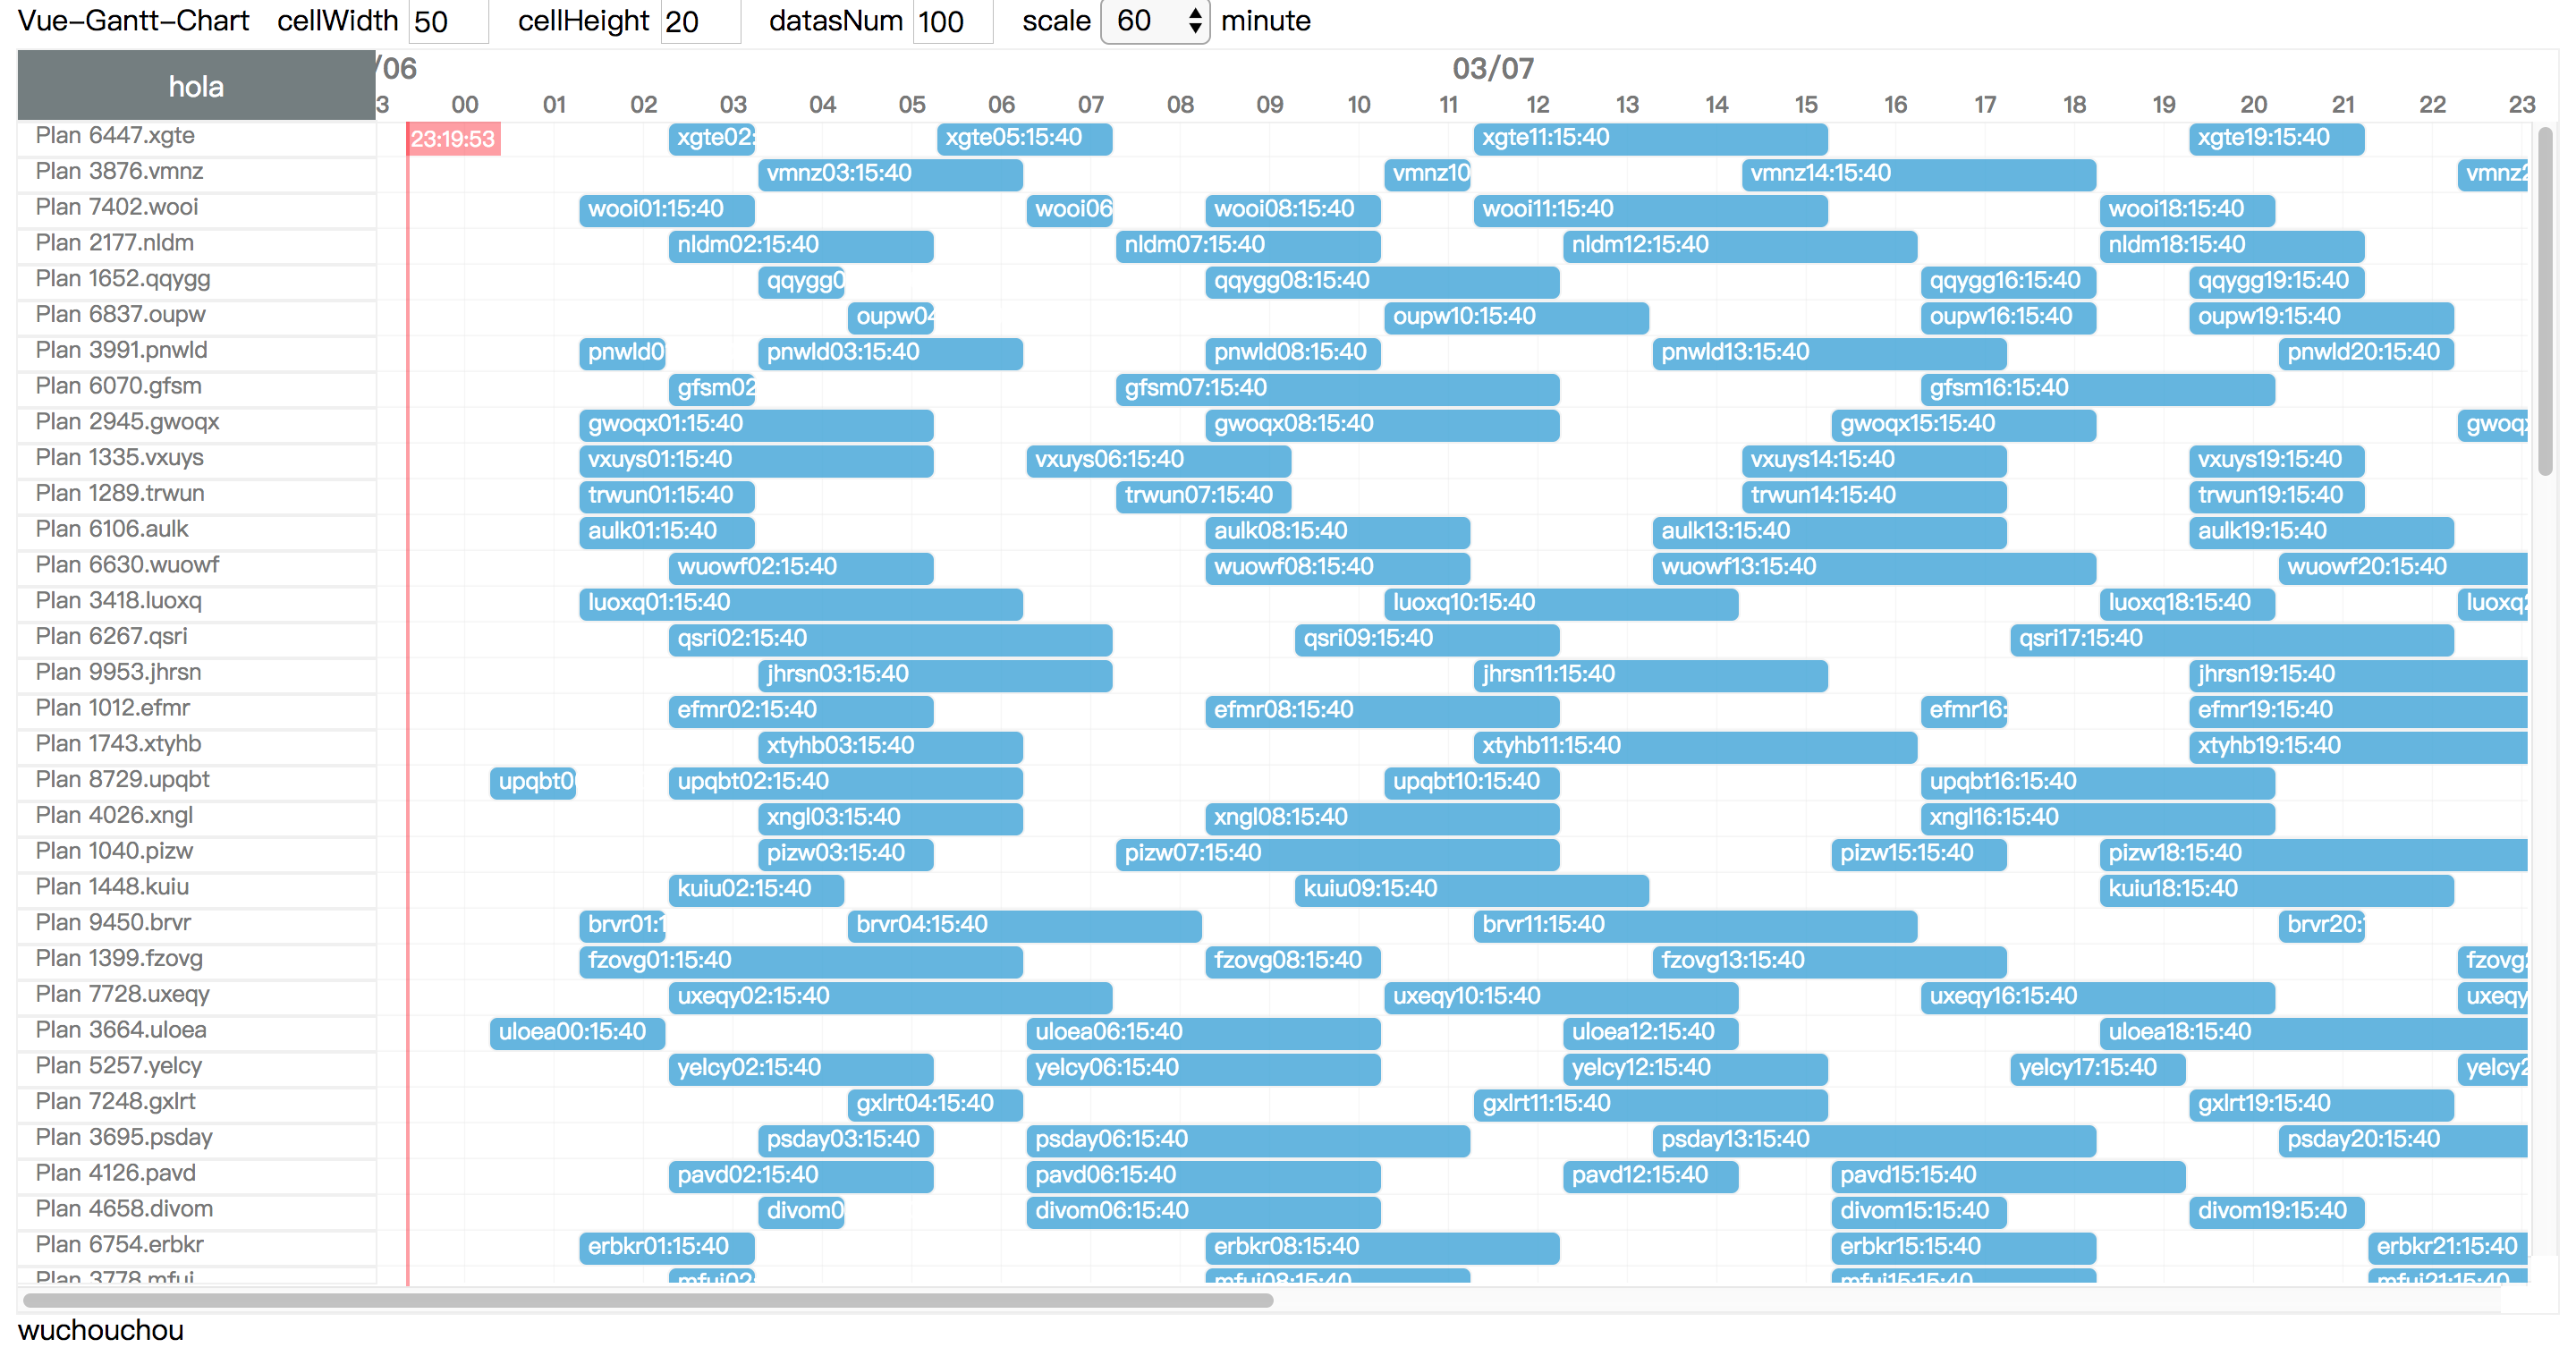 Vue-Gantt-Chart cellWidth 50 cellHeight 20 datasNum 100 scale 60 minute
hola /06 03/07
3 00 01 02 03 04 05 06 07 08 09 10 11 12 13 14 15 16 17 18 19 20 21 22 23
Plan 6447.xgte 23:19:53 xgte02: xgte05:15:40 xgte11:15:40 xgte19:15:40
Plan 3876.vmnz vmnz03:15:40 vmnz10 vmnz14:15:40 vmnz2
Plan 7402.wooi wooi01:15:40 wooi06 wooi08:15:40 wooi11:15:40 wooi18:15:40
Plan 2177.nldm nldm02:15:40 nldm07:15:40 nldm12:15:40 nldm18:15:40
Plan 1652.qqygg qqygg0 qqygg08:15:40 qqygg16:15:40 qqygg19:15:40
Plan 6837.oupw oupw04 oupw10:15:40 oupw16:15:40 oupw19:15:40
Plan 3991.pnwld pnwld0 pnwld03:15:40 pnwld08:15:40 pnwld13:15:40 pnwld20:15:40
Plan 6070.gfsm gfsm02 gfsm07:15:40 gfsm16:15:40
Plan 2945.gwoqx gwoqx01:15:40 gwoqx08:15:40 gwoqx15:15:40 gwoqx
Plan 1335.vxuys vxuys01:15:40 vxuys06:15:40 vxuys14:15:40 vxuys19:15:40
Plan 1289.trwun trwun01:15:40 trwun07:15:40 trwun14:15:40 trwun19:15:40
Plan 6106.aulk aulk01:15:40 aulk08:15:40 aulk13:15:40 aulk19:15:40
Plan 6630.wuowf wuowf02:15:40 wuowf08:15:40 wuowf13:15:40 wuowf20:15:40
Plan 3418.luoxq luoxq01:15:40 luoxq10:15:40 luoxq18:15:40 luoxq2
Plan 6267.qsri qsri02:15:40 qsri09:15:40 qsri17:15:40
Plan 9953.jhrsn jhrsn03:15:40 jhrsn11:15:40 jhrsn19:15:40
Plan 1012.efmr efmr02:15:40 efmr08:15:40 efmr16: efmr19:15:40
Plan 1743.xtyhb xtyhb03:15:40 xtyhb11:15:40 xtyhb19:15:40
Plan 8729.upqbt upqbt0 upqbt02:15:40 upqbt10:15:40 upqbt16:15:40
Plan 4026.xngl xngl03:15:40 xngl08:15:40 xngl16:15:40
Plan 1040.pizw pizw03:15:40 pizw07:15:40 pizw15:15:40 pizw18:15:40
Plan 1448.kuiu kuiu02:15:40 kuiu09:15:40 kuiu18:15:40
Plan 9450.brvr brvr01:1 brvr04:15:40 brvr11:15:40 brvr20:
Plan 1399.fzovg fzovg01:15:40 fzovg08:15:40 fzovg13:15:40 fzovg2
Plan 7728.uxeqy uxeqy02:15:40 uxeqy10:15:40 uxeqy16:15:40 uxeqy
Plan 3664.uloea uloea00:15:40 uloea06:15:40 uloea12:15:40 uloea18:15:40
Plan 5257.yelcy yelcy02:15:40 yelcy06:15:40 yelcy12:15:40 yelcy17:15:40 yelcy2
Plan 7248.gxlrt gxlrt04:15:40 gxlrt11:15:40 gxlrt19:15:40
Plan 3695.psday psday03:15:40 psday06:15:40 psday13:15:40 psday20:15:40
Plan 4126.pavd pavd02:15:40 pavd06:15:40 pavd12:15:40 pavd15:15:40
Plan 4658.divom divom0 divom06:15:40 divom15:15:40 divom19:15:40
Plan 6754.erbkr erbkr01:15:40 erbkr08:15:40 erbkr15:15:40 erbkr21:15:40
Plan 3778.mfui mfui02: mfui08:15:40 mfui15:15:40 mfui21:15:40
wuchouchou